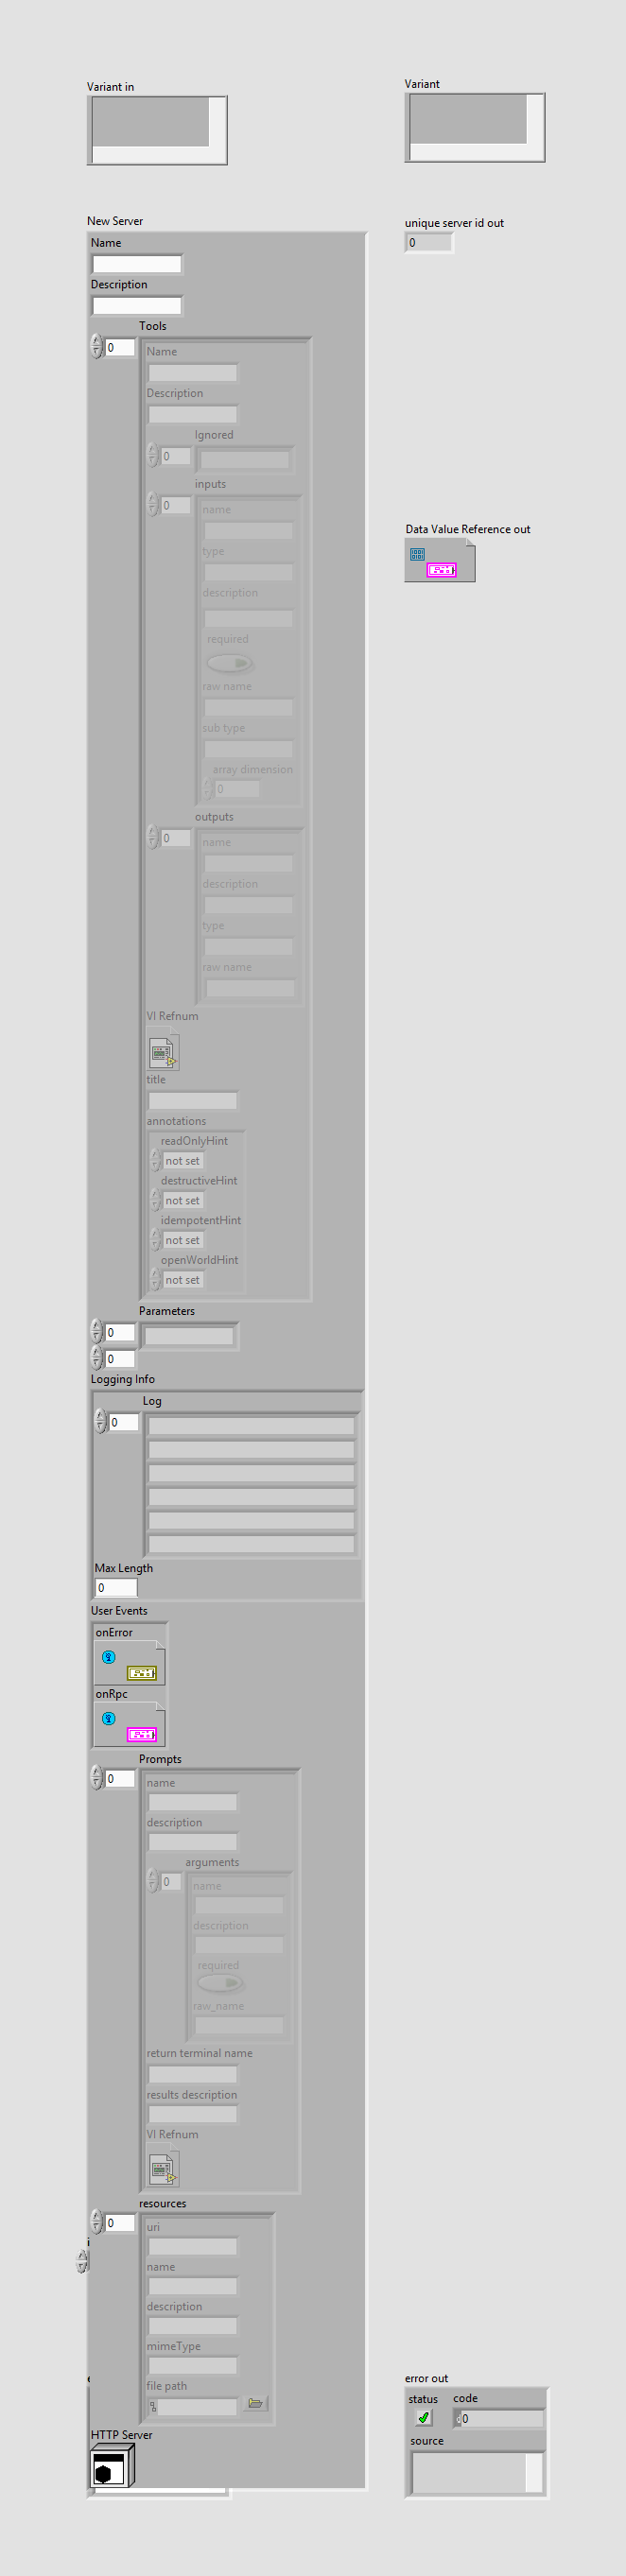 Variant in
Variant
New Server
unique server id out
0
Name
Description
Tools
0
Name
Description
Ignored
0
inputs
0
name
type
Data Value Reference out
description
required
raw name
sub type
array dimension
0
outputs
0
name
description
type
raw name
VI Refnum
title
annotations
readOnlyHint
not set
destructiveHint
not set
idempotentHint
not set
openWorldHint
not set
Parameters
0
0
Logging Info
Log
0
Max Length
0
User Events
onError
onRpc
Prompts
0
name
description
arguments
0
name
description
required
raw_name
return terminal name
results description
VI Refnum
resources
0
uri
name
description
mimeType
file path
error out
status code
0
source
HTTP Server